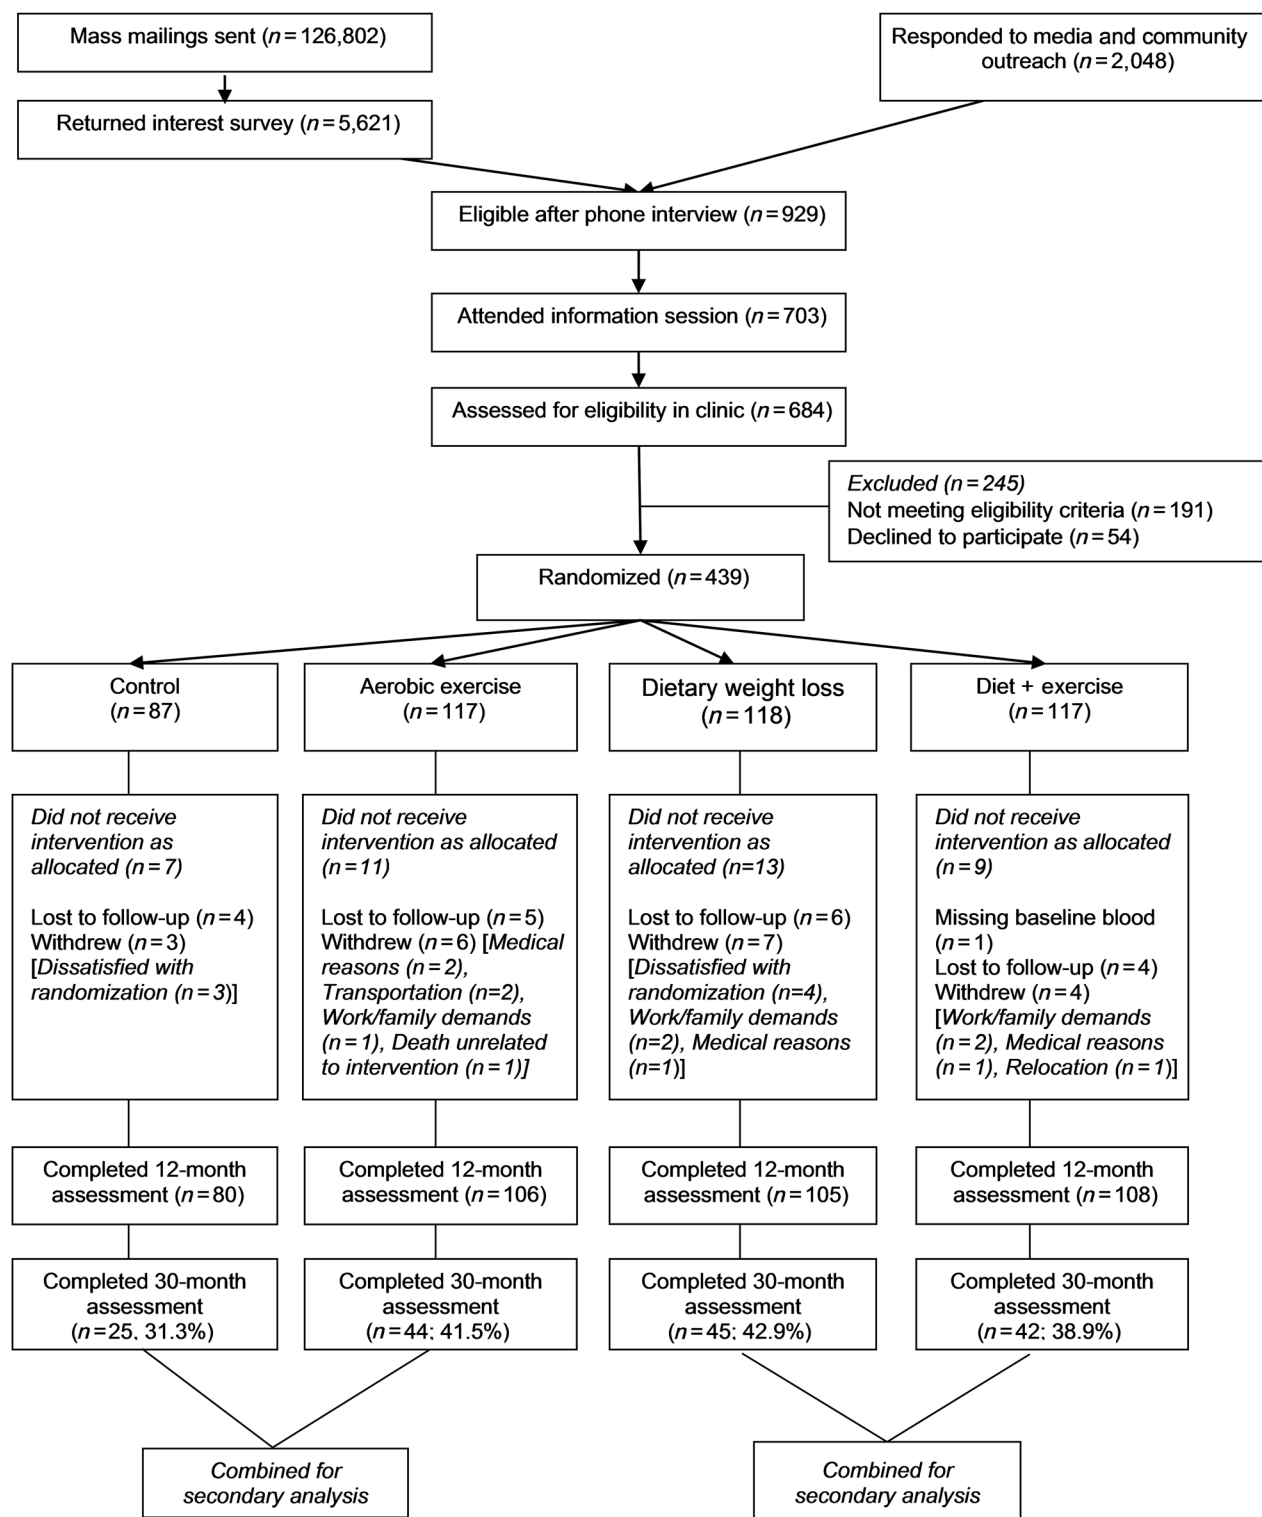 Mass mailings sent (n = 126,802)
Responded to media and community
outreach (n = 2,048)
Returned interest survey (n = 5,621)
Eligible after phone interview (n = 929)
Attended information session (n = 703)
Assessed for eligibility in clinic (n = 684)
Excluded (n = 245)
Not meeting eligibility criteria (n = 191)
Declined to participate (n = 54)
Randomized (n = 439)
Control
(n = 87)
Aerobic exercise
(n = 117)
Dietary weight loss
(n = 118)
Diet + exercise
(n = 117)
Did not receive
intervention as
allocated (n = 7)
Lost to follow-up (n = 4)
Withdrew (n = 3)
[Dissatisfied with
randomization (n = 3)]
Did not receive
intervention as allocated
(n = 11)
Lost to follow-up (n = 5)
Withdrew (n = 6) [Medical
reasons (n = 2),
Transportation (n=2),
Work/family demands
(n = 1), Death unrelated
to intervention (n = 1)]
Did not receive
intervention as
allocated (n=13)
Lost to follow-up (n = 6)
Withdrew (n = 7)
[Dissatisfied with
randomization (n=4),
Work/family demands
(n=2), Medical reasons
(n=1)]
Did not receive
intervention as allocated
(n = 9)
Missing baseline blood
(n = 1)
Lost to follow-up (n = 4)
Withdrew (n = 4)
[Work/family demands
(n = 2), Medical reasons
(n = 1), Relocation (n = 1)]
Completed 12-month
assessment (n = 80)
Completed 12-month
assessment (n = 106)
Completed 12-month
assessment (n = 105)
Completed 12-month
assessment (n = 108)
Completed 30-month
assessment
(n = 25, 31.3%)
Completed 30-month
assessment
(n = 44; 41.5%)
Completed 30-month
assessment
(n = 45; 42.9%)
Completed 30-month
assessment
(n = 42; 38.9%)
Combined for
secondary analysis
Combined for
secondary analysis